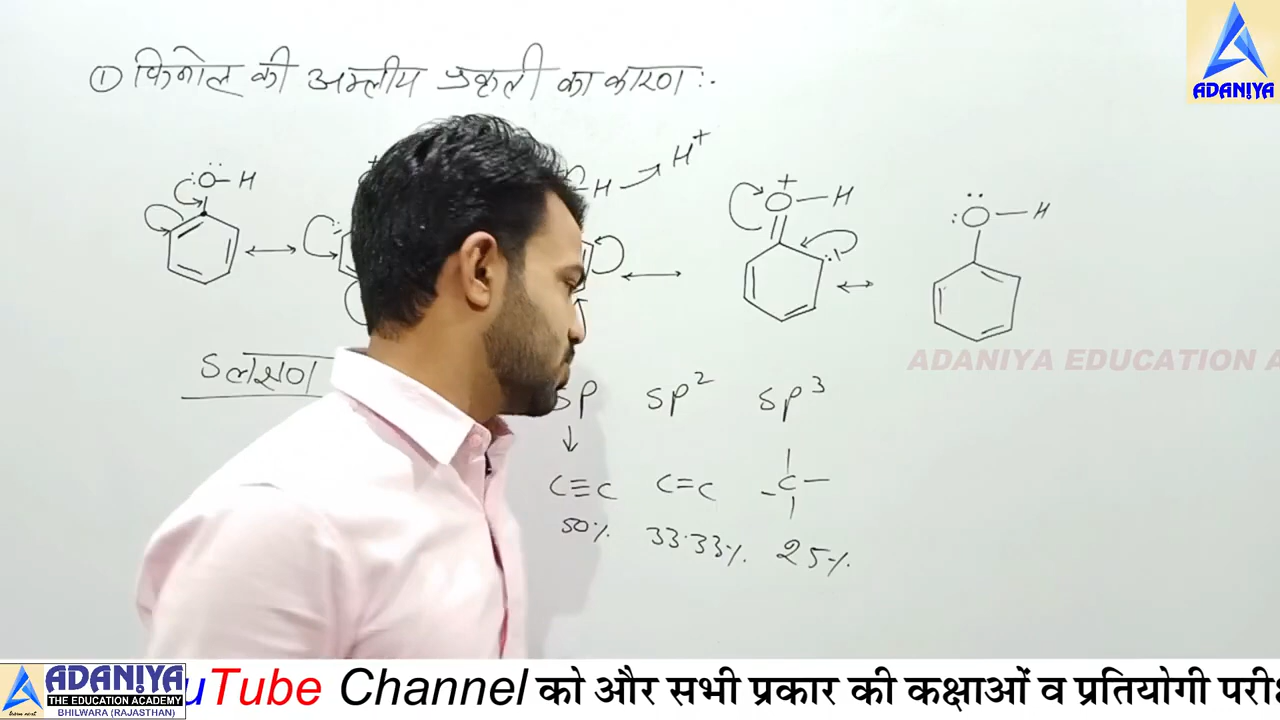 ① फिनोल की अम्लीय प्रकृती का कारण :-
:Ö-H
H
H⁺
O⁺-H
:Ö-H
sp sp² sp³
C≡C C=C -C-
50% 33.33% 25%
ADANIYA
ADANIYA EDUCATION A
ADANIYA
THE EDUCATION ACADEMY
BHILWARA (RAJASTHAN)
uTube Channel को और सभी प्रकार की कक्षाओं व प्रतियोगी परी